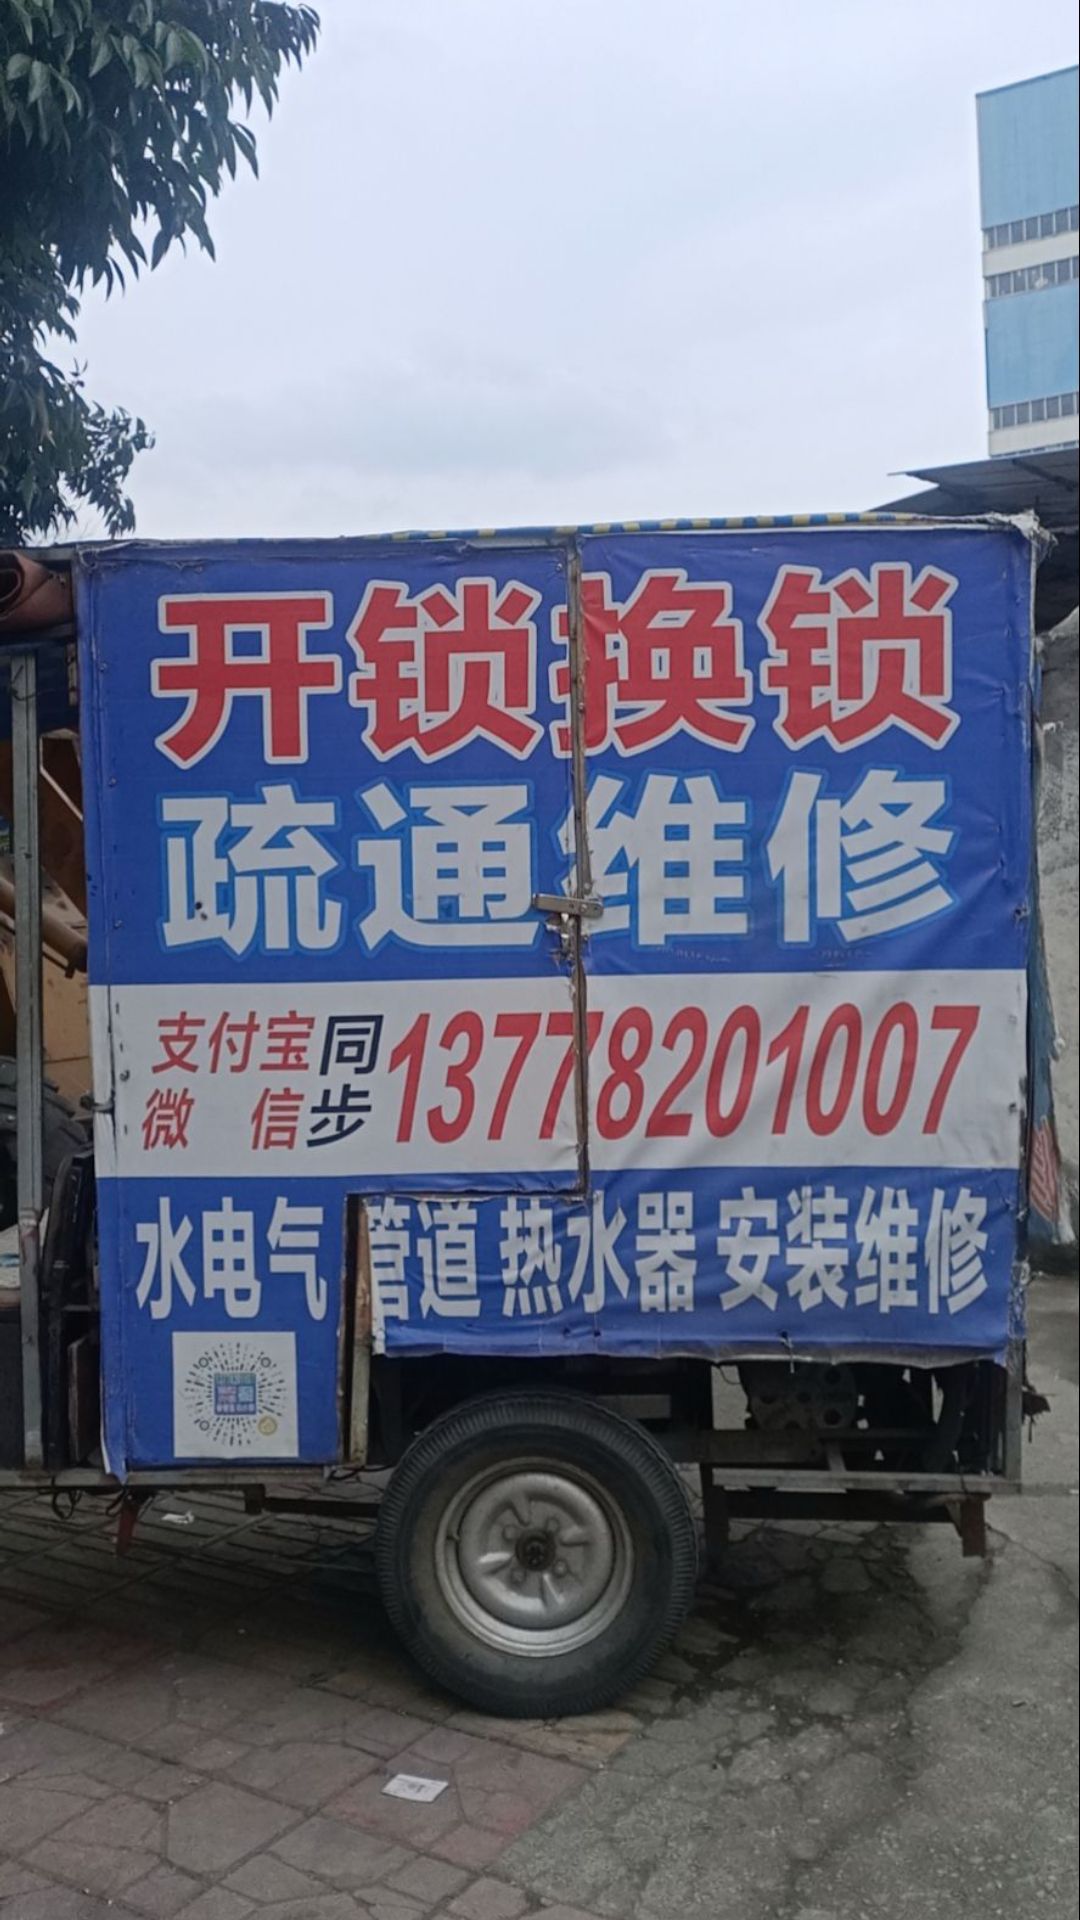 开锁换锁
疏通维修
支付宝同
微信步
13778201007
水电气 管道 热水器 安装维修